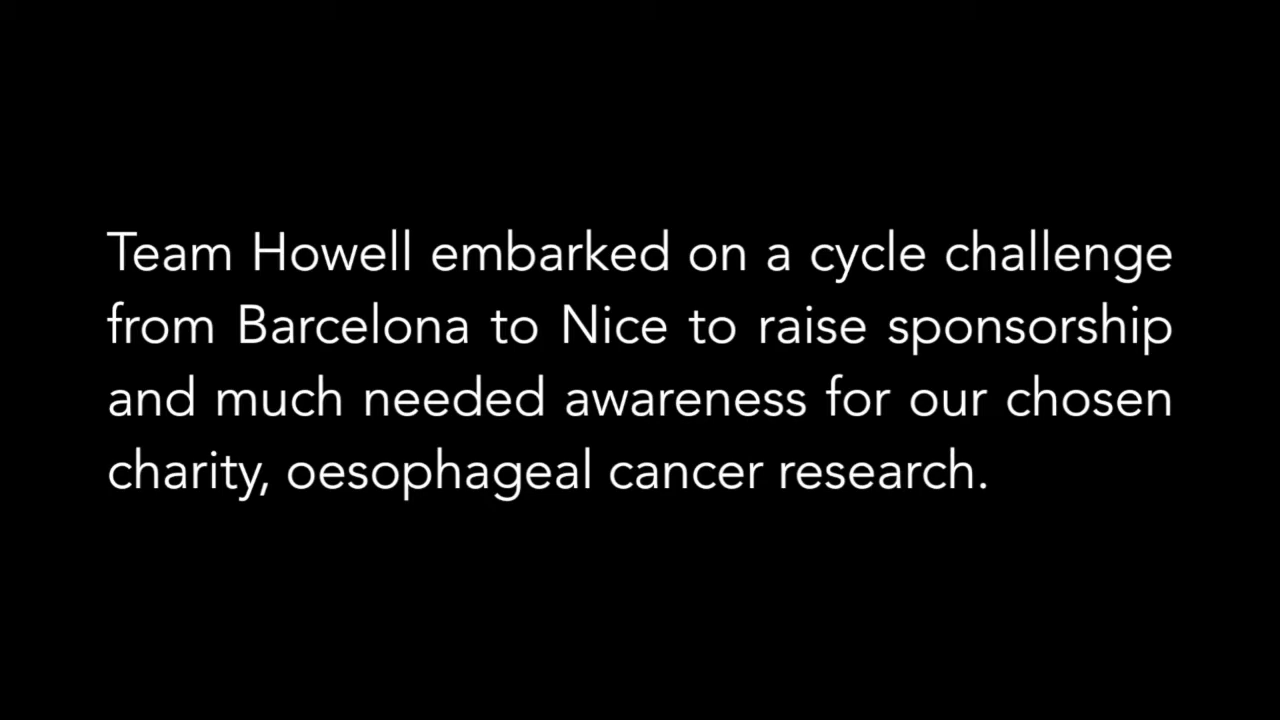 Team Howell embarked on a cycle challenge
from Barcelona to Nice to raise sponsorship
and much needed awareness for our chosen
charity, oesophageal cancer research.